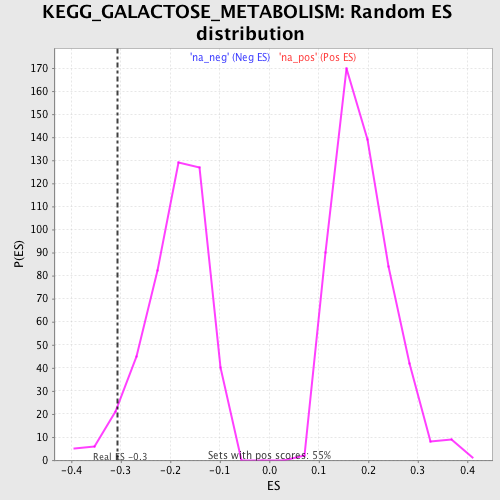 KEGG_GALACTOSE_METABOLISM: Random ES
distribution
'na_neg' (Neg ES) 'na_pos' (Pos ES)
170
160
150
140
130
120
110
100
90
80
70
60
50
40
30
20
10
0
P(ES)
Real ES -0.3
Sets with pos scores: 55%
-0.4 -0.3 -0.2 -0.1 0.0 0.1 0.2 0.3 0.4
ES